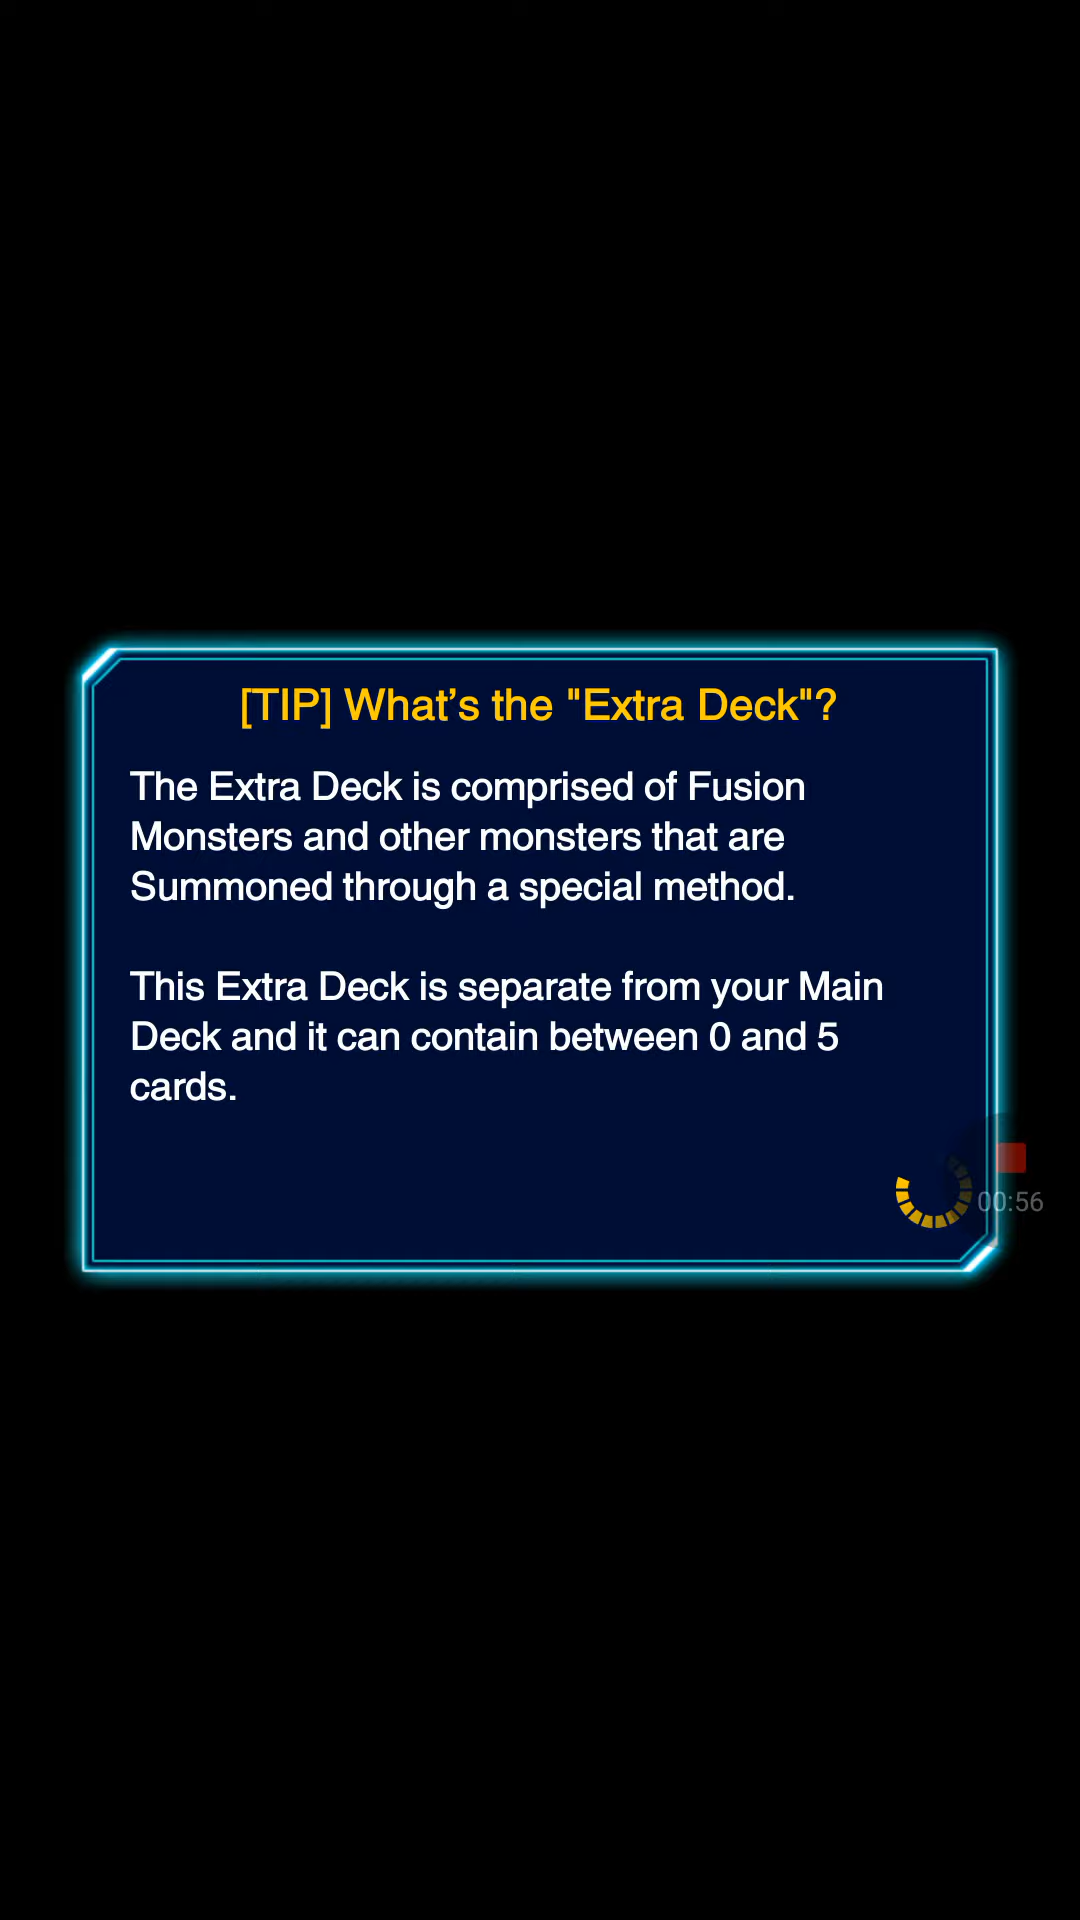 [TIP] What’s the "Extra Deck"?
The Extra Deck is comprised of Fusion
Monsters and other monsters that are
Summoned through a special method.
This Extra Deck is separate from your Main
Deck and it can contain between 0 and 5
cards.
00:56